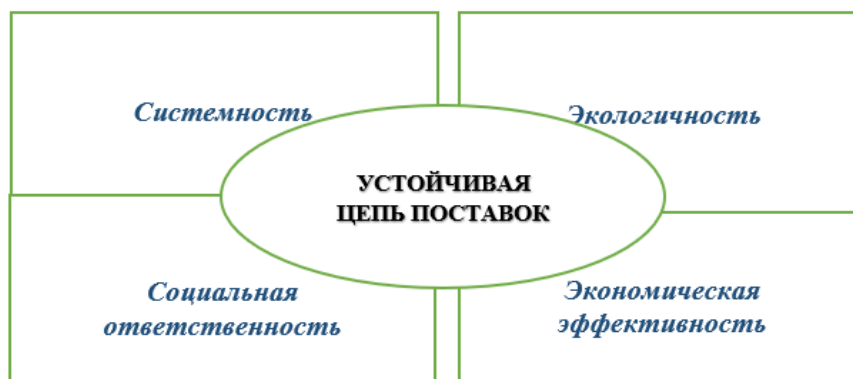 Системность
Экологичность
УСТОЙЧИВАЯ
ЦЕПЬ ПОСТАВОК
Социальная
ответственность
Экономическая
эффективность